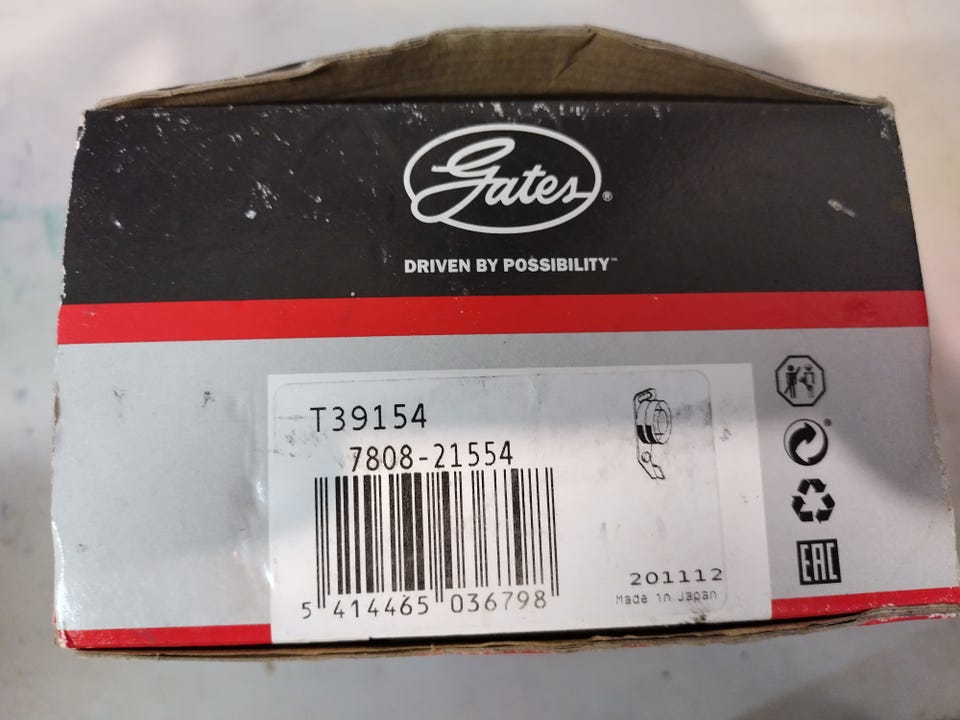 Gates®
DRIVEN BY POSSIBILITY™
T39154
7808-21554
5 414465 036798
201112
Made in Japan
EAC